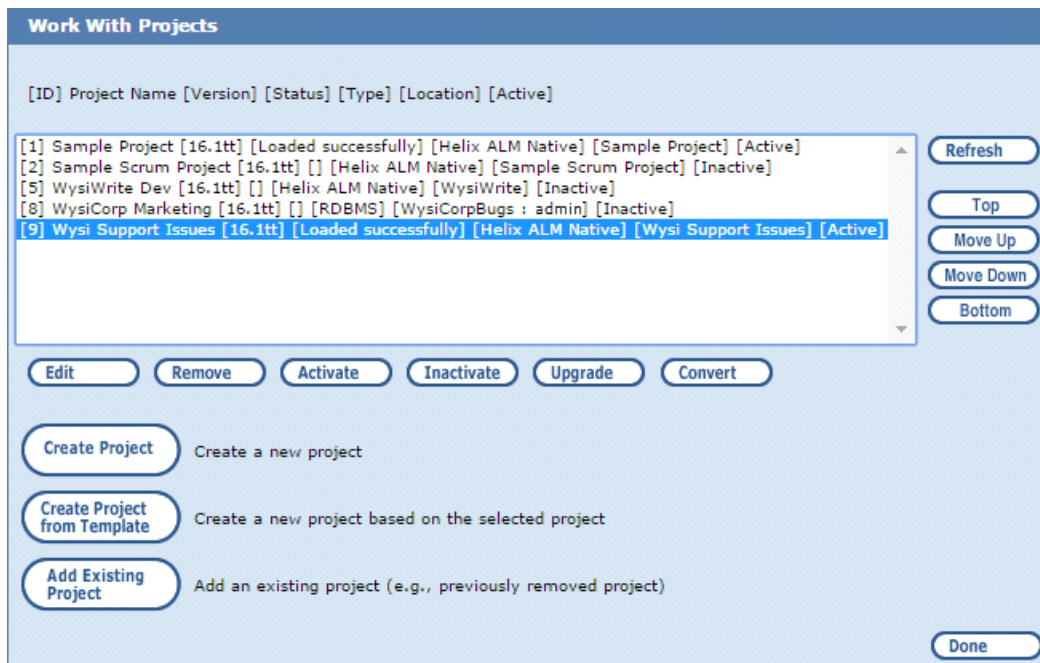 Work With Projects
[ID] Project Name [Version] [Status] [Type] [Location] [Active]
[1] Sample Project [16.1tt] [Loaded successfully] [Helix ALM Native] [Sample Project] [Active]
[2] Sample Scrum Project [16.1tt] [] [Helix ALM Native] [Sample Scrum Project] [Inactive]
[5] WysiWrite Dev [16.1tt] [] [Helix ALM Native] [WysiWrite] [Inactive]
[8] WysiCorp Marketing [16.1tt] [] [RDBMS] [WysiCorpBugs : admin] [Inactive]
[9] Wysi Support Issues [16.1tt] [Loaded successfully] [Helix ALM Native] [Wysi Support Issues] [Active]
Refresh
Top
Move Up
Move Down
Bottom
Edit
Remove
Activate
Inactivate
Upgrade
Convert
Create Project
Create a new project
Create Project
from Template
Create a new project based on the selected project
Add Existing
Project
Add an existing project (e.g., previously removed project)
Done